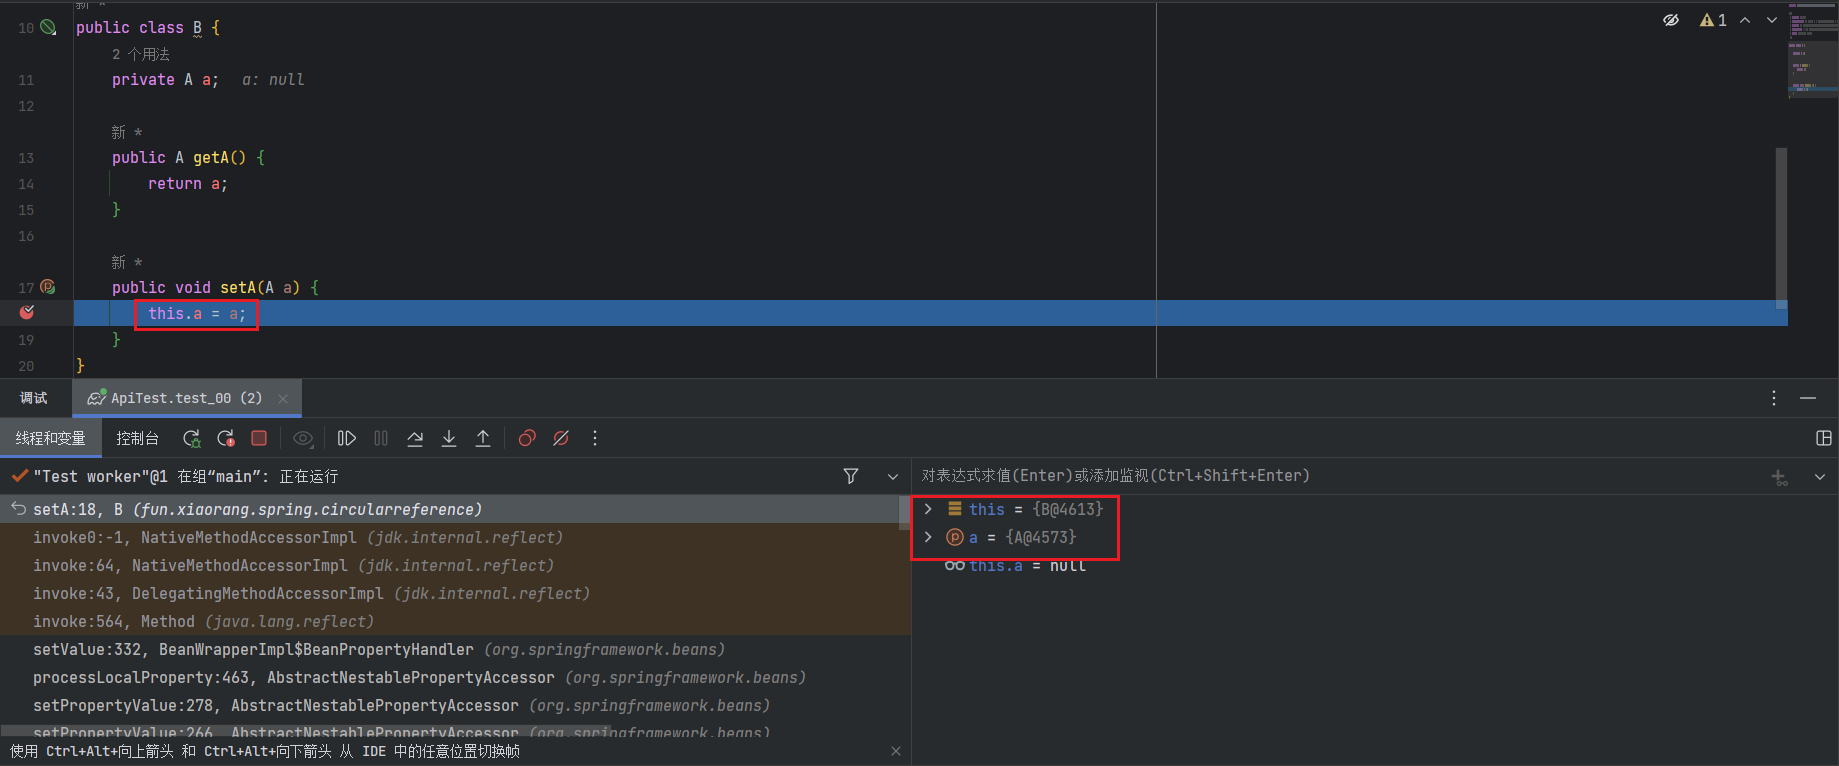 新 *
10 public class B {
2 个用法
11 private A a; a: null
12
新 *
13 public A getA() {
14 return a;
15 }
16
新 *
17 public void setA(A a) {
this.a = a;
19 }
20 }
1
调试 ApiTest.test_00 (2)
线程和变量 控制台
"Test worker"@1 在组“main”: 正在运行
对表达式求值(Enter)或添加监视(Ctrl+Shift+Enter)
setA:18, B (fun.xiaorang.spring.circularreference)
invoke0:-1, NativeMethodAccessorImpl (jdk.internal.reflect)
invoke:64, NativeMethodAccessorImpl (jdk.internal.reflect)
invoke:43, DelegatingMethodAccessorImpl (jdk.internal.reflect)
invoke:564, Method (java.lang.reflect)
setValue:332, BeanWrapperImpl$BeanPropertyHandler (org.springframework.beans)
processLocalProperty:463, AbstractNestablePropertyAccessor (org.springframework.beans)
setPropertyValue:278, AbstractNestablePropertyAccessor (org.springframework.beans)
setPropertyValue:266, AbstractNestablePropertyAccessor (org.springframework.beans)
this = {B@4613}
a = {A@4573}
this.a = null
使用 Ctrl+Alt+向上箭头 和 Ctrl+Alt+向下箭头 从 IDE 中的任意位置切换帧